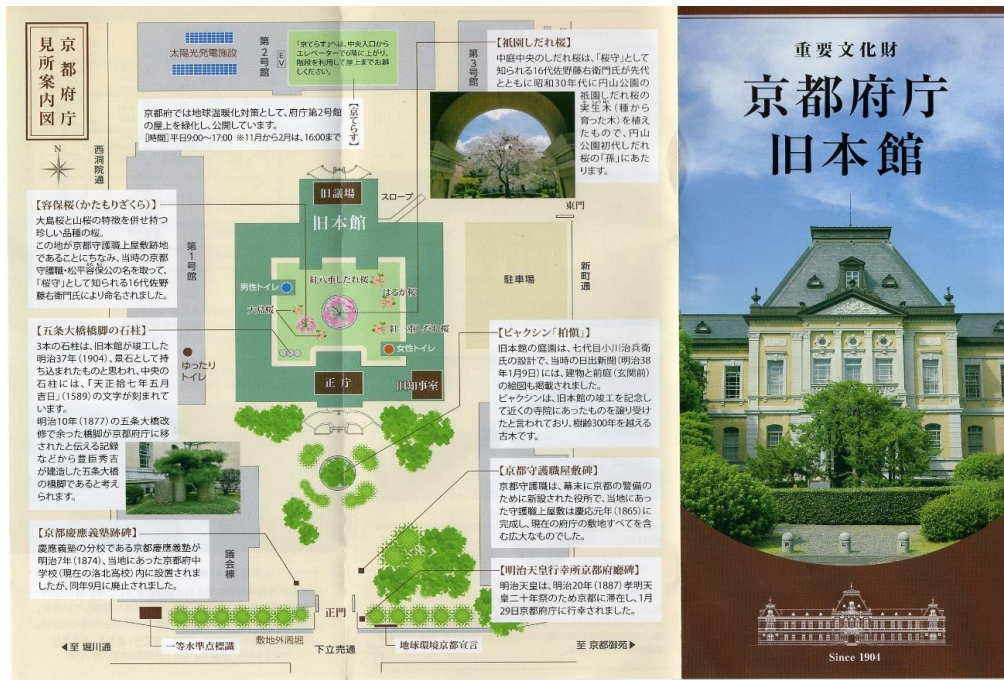 京都府庁
見所案内図
N
西洞院通
太陽光発電施設
第2号館
EV
「京てらす」へは、中央入口から
エレベーターで6階に上がり、
階段を利用して屋上までお越
しください。
第3号館
【京てらす】
京都府では地球温暖化対策として、府庁第2号館
の屋上を緑化し、公開しています。
[時間]平日9:00～17:00 ※11月から2月は、16:00まで
【祇園しだれ桜】
中庭中央のしだれ桜は、「桜守」として
知られる16代佐野藤右衛門氏が先代
とともに昭和30年代に円山公園の
祇園しだれ桜の
実生木(種から
育った木)を植え
たもので、円山
公園初代しだれ
桜の「孫」にあた
ります。
【容保桜(かたもりざくら)】
大島桜と山桜の特徴を併せ持つ
珍しい品種の桜。
この地が京都守護職上屋敷跡地
であることにちなみ、当時の京都
守護職・松平容保公の名を取って、
「桜守」として知られる16代佐野
藤右衛門氏により命名されました。
第1号館
旧議場
旧本館
スロープ
東門
新町通
駐車場
男性トイレ
紅八重しだれ桜
はるか桜
大島桜
紅一重しだれ桜
女性トイレ
正庁
旧知事室
ゆったり
トイレ
【五条大橋橋脚の石柱】
3本の石柱は、旧本館が竣工した
明治37年(1904)、景石として持
ち込まれたものと思われ、中央の
石柱には、「天正拾七年五月
吉日」(1589)の文字が刻まれて
います。
明治10年(1877)の五条大橋改
修で余った橋脚が京都府庁に移
されたと伝える記録
などから豊臣秀吉
が建造した五条大橋
の橋脚であると考え
られます。
【ビャクシン「柏槇」】
旧本館の庭園は、七代目小川治兵衛
氏の設計で、当時の日出新聞(明治38
年1月9日)には、建物と前庭(玄関前)
の絵図も掲載されました。
ビャクシンは、旧本館の竣工を記念し
て近くの寺院にあったものを譲り受け
たと言われており、樹齢300年を越える
古木です。
【京都守護職屋敷碑】
京都守護職は、幕末に京都の警備の
ために新設された役所で、当地にあっ
た守護職上屋敷は慶応元年(1865)に
完成し、現在の府庁の敷地すべてを含
む広大なものでした。
【京都慶應義塾跡碑】
慶應義塾の分校である京都慶應義塾が
明治7年(1874)、当地にあった京都府中
学校(現在の洛北高校)内に設置されま
したが、同年9月に廃止されました。
議会棟
【明治天皇行幸所京都府廳碑】
明治天皇は、明治20年(1887)孝明天
皇二十年祭のため京都に滞在し、1月
29日京都府庁に行幸されました。
正門
一等水準点標識
敷地外周堀
下立売通
地球環境京都宣言
◀至 堀川通
至 京都御苑▶
重要文化財
京都府庁
旧本館
Since 1904